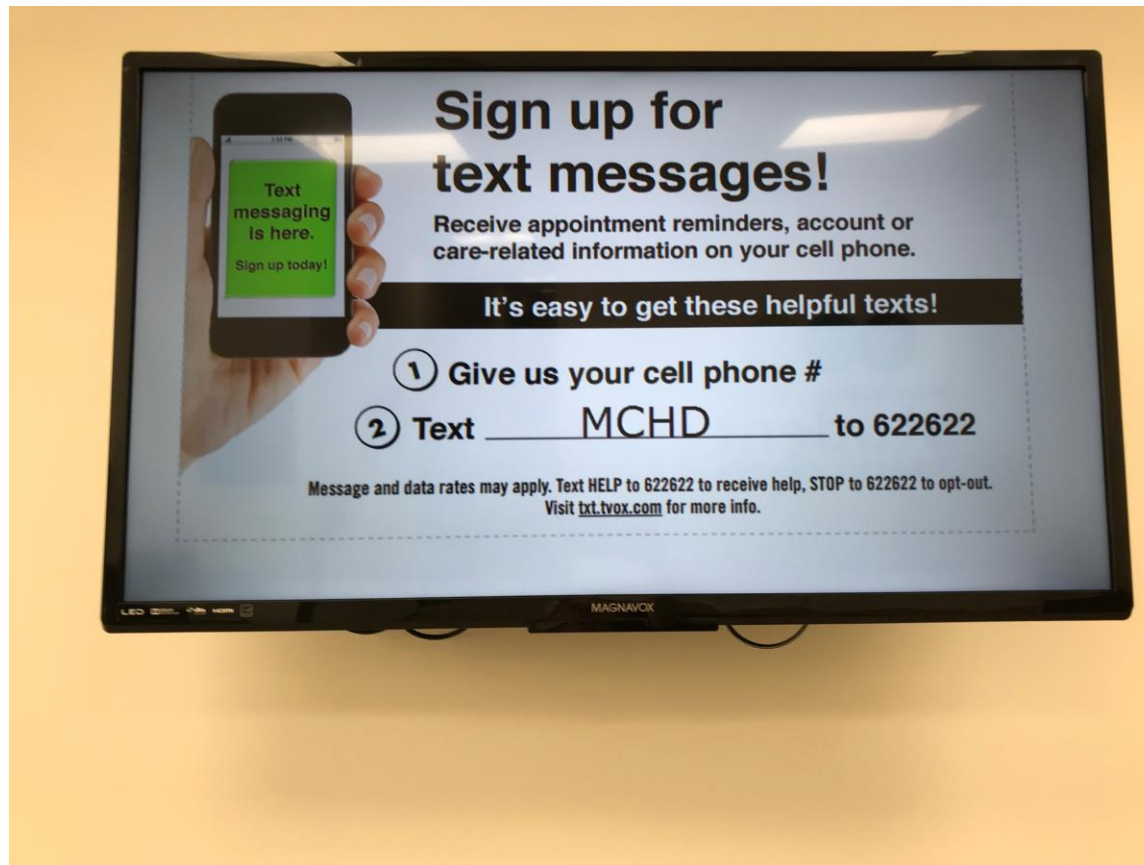 Sign up for
text messages!
Receive appointment reminders, account or
care-related information on your cell phone.
Text
messaging
is here.
Sign up today!
It's easy to get these helpful texts!
1 Give us your cell phone #
2 Text MCHD to 622622
Message and data rates may apply. Text HELP to 622622 to receive help, STOP to 622622 to opt-out.
Visit txt.tvox.com for more info.
LED HDMI
MAGNAVOX